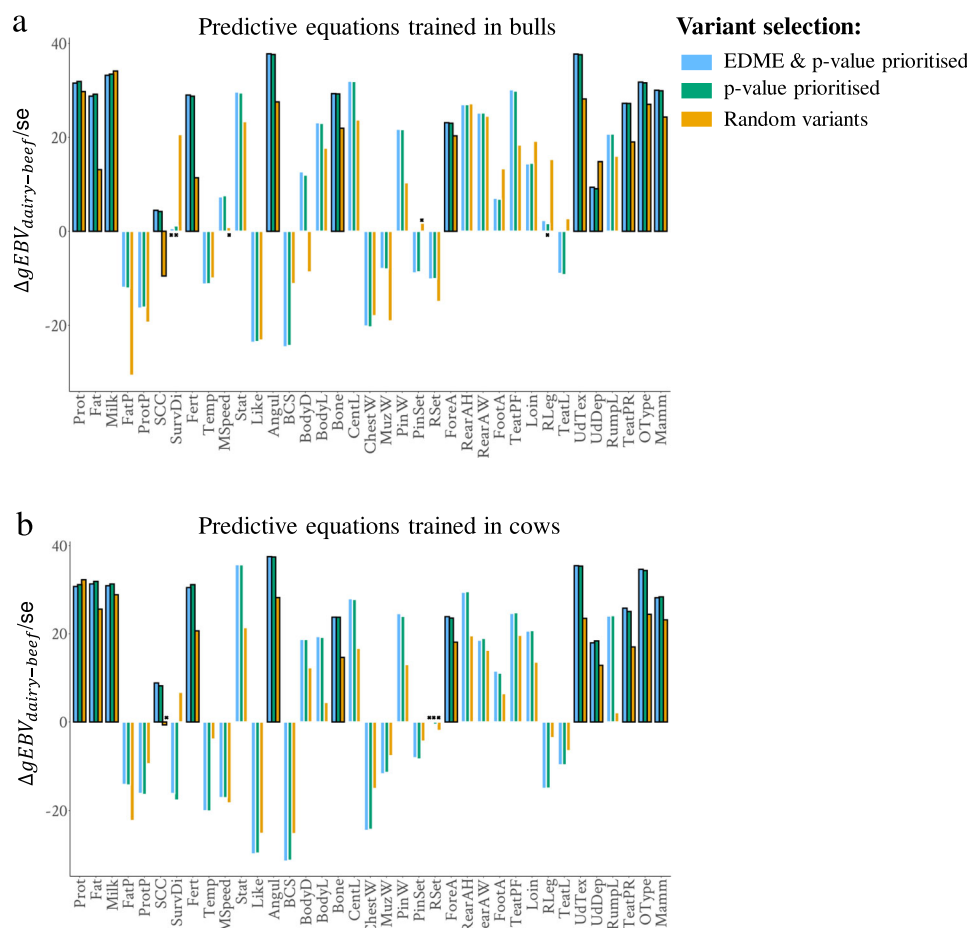 a
Predictive equations trained in bulls
Variant selection:
EDME & p-value prioritised
p-value prioritised
Random variants
ΔgEBV dairy−beef/se
40
20
0
-20
Prot
Fat
Milk
FatP
ProtP
SCC
SurvDi
Fert
Temp
MSpeed
Stat
Like
Angul
BCS
BodyD
BodyL
Bone
CentL
ChestW
MuzW
PinW
PinSet
RSet
ForeA
RearAH
RearAW
FootA
TeatPF
Loin
RLeg
TeatL
UdTex
UdDep
RumpL
TeatPR
OType
Mamm
b
Predictive equations trained in cows
ΔgEBV dairy−beef/se
40
20
0
-20
Prot
Fat
Milk
FatP
ProtP
SCC
SurvDi
Fert
Temp
MSpeed
Stat
Like
Angul
BCS
BodyD
BodyL
Bone
CentL
ChestW
MuzW
PinW
PinSet
RSet
ForeA
RearAH
RearAW
FootA
TeatPF
Loin
RLeg
TeatL
UdTex
UdDep
RumpL
TeatPR
OType
Mamm